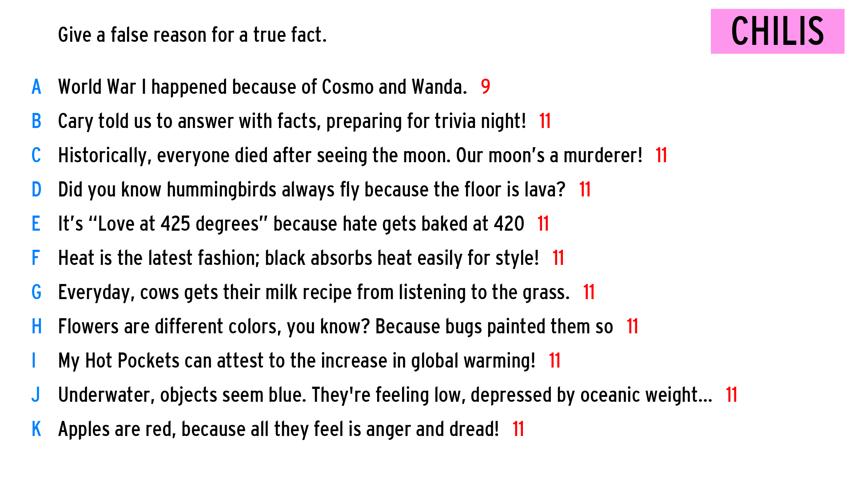 Give a false reason for a true fact.
CHILIS
A World War I happened because of Cosmo and Wanda. 9
B Cary told us to answer with facts, preparing for trivia night! 11
C Historically, everyone died after seeing the moon. Our moon's a murderer! 11
D Did you know hummingbirds always fly because the floor is lava? 11
E It's “Love at 425 degrees” because hate gets baked at 420 11
F Heat is the latest fashion; black absorbs heat easily for style! 11
G Everyday, cows gets their milk recipe from listening to the grass. 11
H Flowers are different colors, you know? Because bugs painted them so 11
I My Hot Pockets can attest to the increase in global warming! 11
J Underwater, objects seem blue. They're feeling low, depressed by oceanic weight... 11
K Apples are red, because all they feel is anger and dread! 11